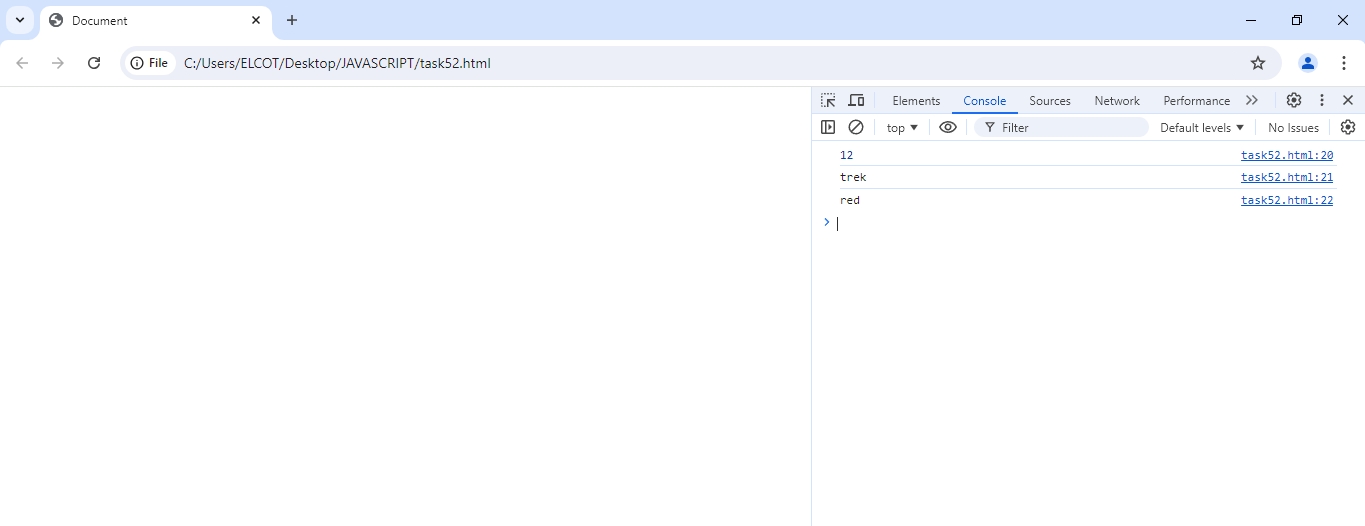 Document
File
C:/Users/ELCOT/Desktop/JAVASCRIPT/task52.html
Elements Console Sources Network Performance
top Filter Default levels No Issues
12 task52.html:20
trek task52.html:21
red task52.html:22